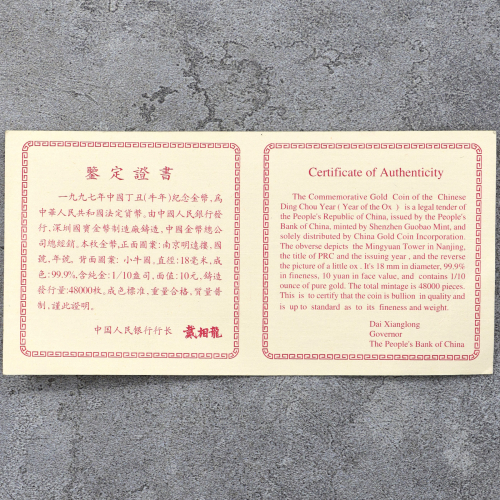 鑒定證書
一九九七年中國丁丑(牛年)紀念金幣,爲
中華人民共和國法定貨幣,由中國人民銀行發
行,深圳國寶金幣制造廠鑄造,中國金幣總公
司總經銷,本枚金幣,正面圖案:南京明遠樓,國
號,年號,背面圖案:小牛圖,直徑:18毫米,成
色:99.9%,含純金:1/10盎司,面值:10元,鑄造
發行量:48000枚,成色標准,重量合格,質量普
制,謹此證明。
中國人民銀行行长 戴相龍
Certificate of Authenticity
The Commemorative Gold Coin of the Chinese
Ding Chou Year ( Year of the Ox ) is a legal tender of
the People's Republic of China, issued by the People's
Bank of China, minted by Shenzhen Guobao Mint, and
solely distributed by China Gold Coin Incorporation.
The obverse depicts the Mingyuan Tower in Nanjing,
the title of PRC and the issuing year, and the reverse
the picture of a little ox . It's 18 mm in diameter, 99.9%
in fineness, 10 yuan in face value, and contains 1/10
ounce of pure gold. The total mintage is 48000 pieces.
This is to certify that the coin is bullion in quality and
is up to standard as to its fineness and weight.
Dai Xianglong
Governor
The People's Bank of China